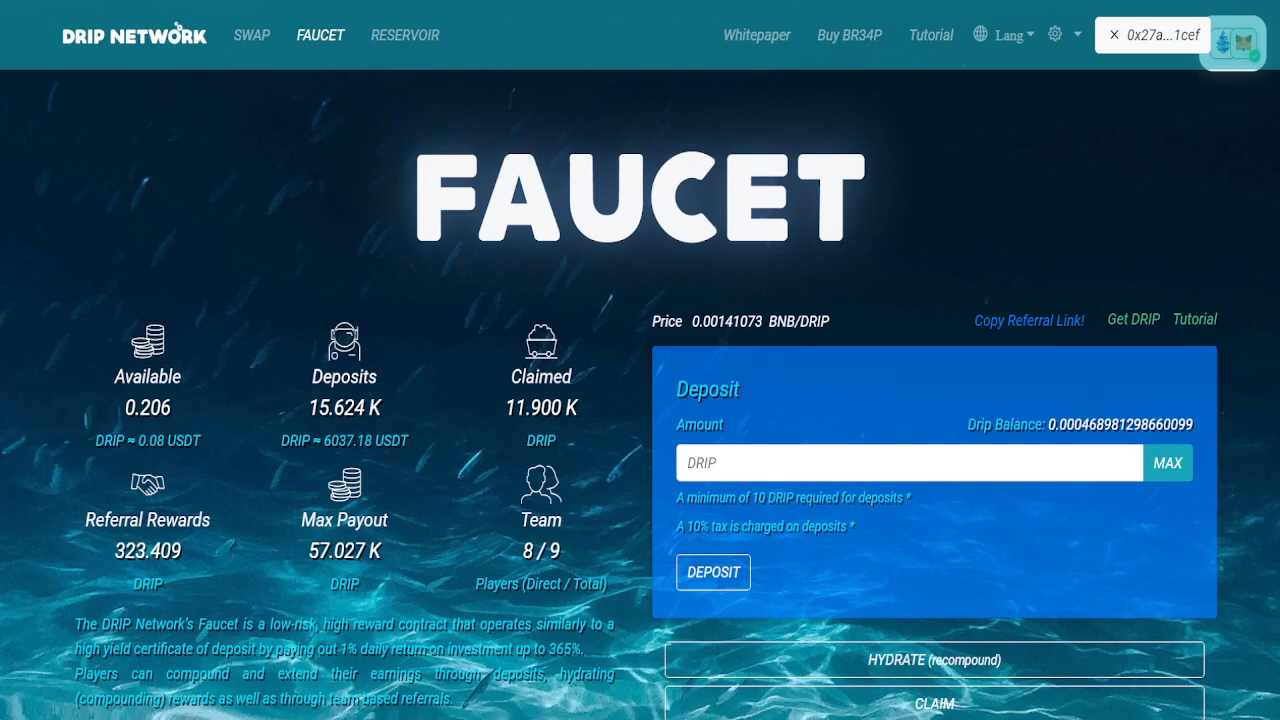 DRIP NETWORK SWAP FAUCET RESERVOIR Whitepaper Buy BR34P Tutorial Lang × 0x27a...1cef
FAUCET
Price 0.00141073 BNB/DRIP Copy Referral Link! Get DRIP Tutorial
Available Deposits Claimed
0.206 15.624 K 11.900 K
DRIP ≈ 0.08 USDT DRIP ≈ 6037.18 USDT DRIP
Referral Rewards Max Payout Team
323.409 57.027 K 8 / 9
DRIP DRIP Players (Direct / Total)
The DRIP Network's Faucet is a low-risk, high reward contract that operates similarly to a
high yield certificate of deposit by paying out 1% daily return on investment up to 365%.
Players can compound and extend their earnings through deposits, hydrating
(compounding) rewards as well as through team based referrals.
Deposit
Amount Drip Balance: 0.000468981298660099
DRIP MAX
A minimum of 10 DRIP required for deposits *
A 10% tax is charged on deposits *
DEPOSIT
HYDRATE (recompound)
CLAIM